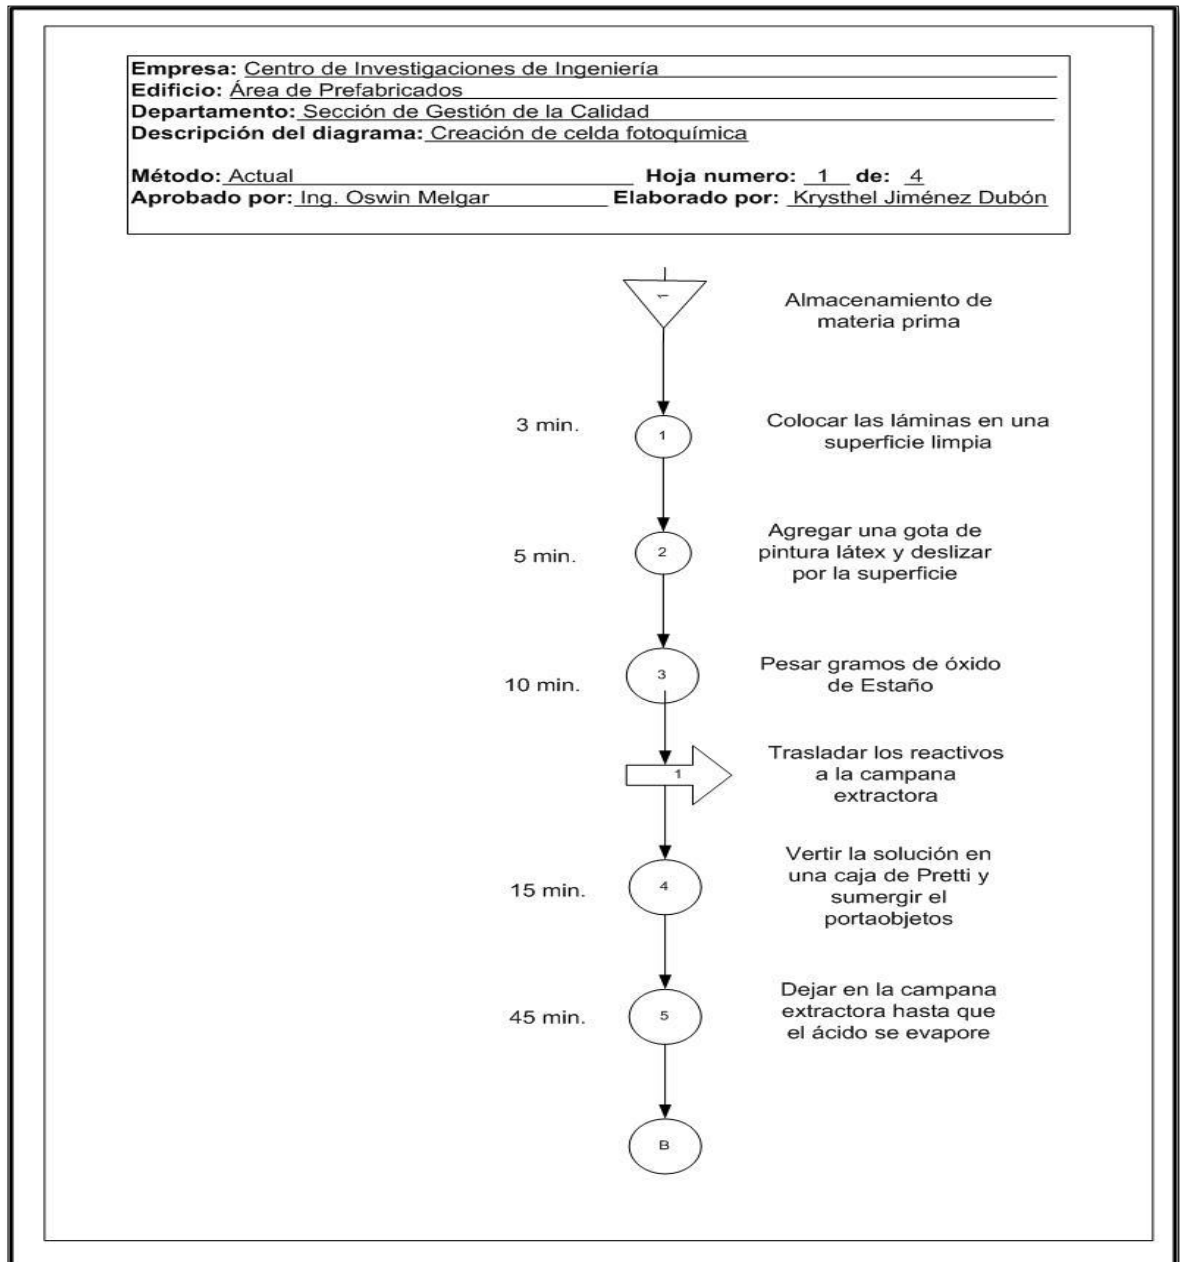 Empresa: Centro de Investigaciones de Ingeniería
Edificio: Área de Prefabricados
Departamento: Sección de Gestión de la Calidad
Descripción del diagrama: Creación de celda fotoquímica
Método: Actual Hoja numero: 1 de: 4
Aprobado por: Ing. Oswin Melgar Elaborado por: Krysthel Jiménez Dubón
1
Almacenamiento de
materia prima
3 min.
1
Colocar las láminas en una
superficie limpia
5 min.
2
Agregar una gota de
pintura látex y deslizar
por la superficie
10 min.
3
Pesar gramos de óxido
de Estaño
1
Trasladar los reactivos
a la campana
extractora
15 min.
4
Vertir la solución en
una caja de Pretti y
sumergir el
portaobjetos
45 min.
5
Dejar en la campana
extractora hasta que
el ácido se evapore
B